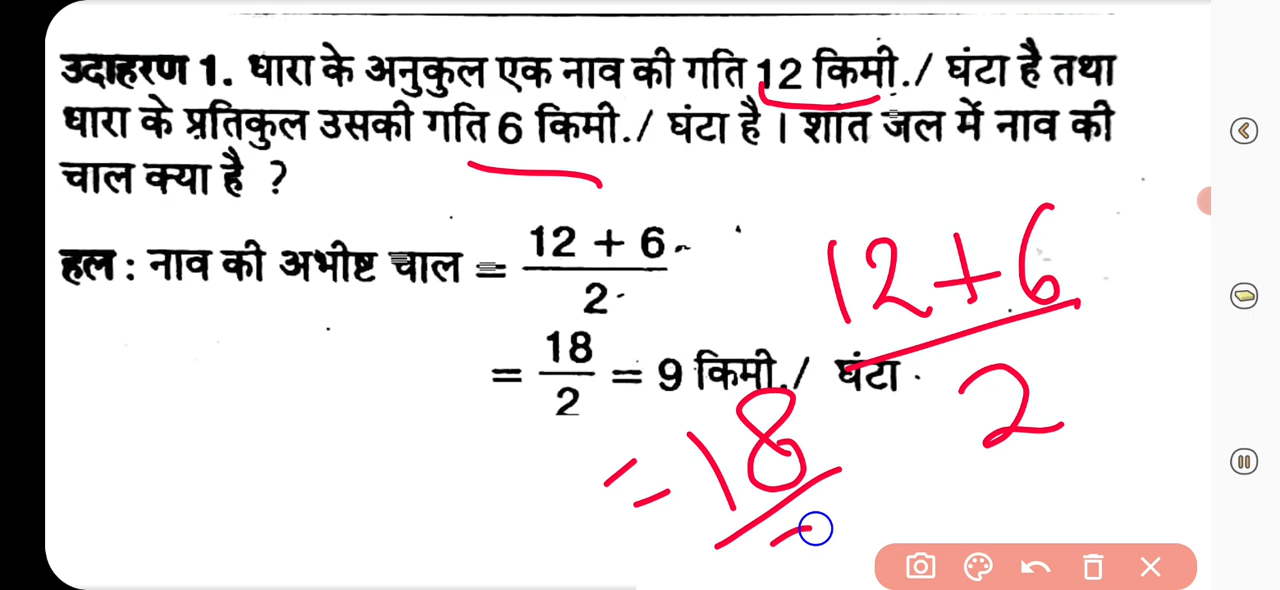 उदाहरण 1. धारा के अनुकुल एक नाव की गति 12 किमी./ घंटा है तथा
धारा के प्रतिकुल उसकी गति 6 किमी./ घंटा है । शात जल में नाव की
चाल क्या है ?
हल : नाव की अभीष्ट चाल = 12 + 6 / 2
= 18 / 2 = 9 किमी./ घंटा
12 + 6 / 2
= 18 /